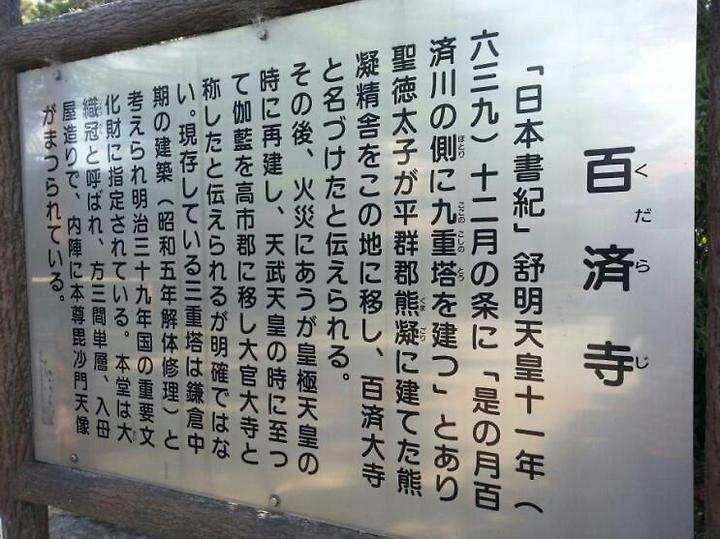 百済寺
「日本書紀」舒明天皇十一年（
六三九）十二月の条に「是の月百
済川の側に九重塔を建つ」とあり
聖徳太子が平群郡熊凝に建てた熊
凝精舎をこの地に移し、百済大寺
と名づけたと伝えられる。
その後、火災にあうが皇極天皇の
時に再建し、天武天皇の時に至っ
て伽藍を高市郡に移し大官大寺と
称したと伝えられるが明確ではな
い。現存している三重塔は鎌倉中
期の建築（昭和五年解体修理）と
考えられ明治三十九年国の重要文
化財に指定されている。本堂は大
織冠と呼ばれ、方三間単層、入母
屋造りで、内陣に本尊毘沙門天像
がまつられている。